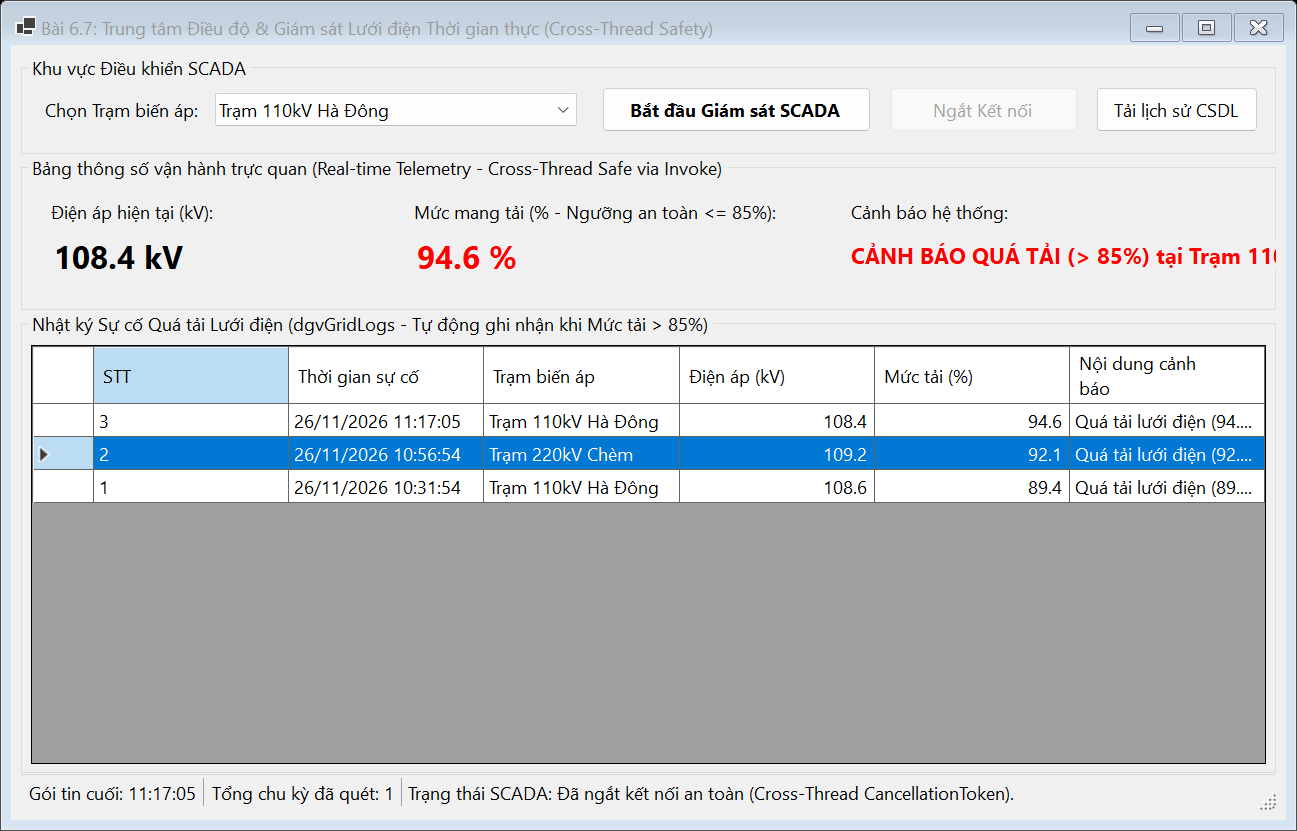 Bài 6.7: Trung tâm Điều độ & Giám sát Lưới điện Thời gian thực (Cross-Thread Safety)
Khu vực Điều khiển SCADA
Chọn Trạm biến áp: Trạm 110kV Hà Đông Bắt đầu Giám sát SCADA Ngắt Kết nối Tải lịch sử CSDL
Bảng thông số vận hành trực quan (Real-time Telemetry - Cross-Thread Safe via Invoke)
Điện áp hiện tại (kV): Mức mang tải (% - Ngưỡng an toàn <= 85%): Cảnh báo hệ thống:
108.4 kV 94.6 % CẢNH BÁO QUÁ TẢI (> 85%) tại Trạm 110
Nhật ký Sự cố Quá tải Lưới điện (dgvGridLogs - Tự động ghi nhận khi Mức tải > 85%)
STT Thời gian sự cố Trạm biến áp Điện áp (kV) Mức tải (%) Nội dung cảnh
báo
3 26/11/2026 11:17:05 Trạm 110kV Hà Đông 108.4 94.6 Quá tải lưới điện (94....
2 26/11/2026 10:56:54 Trạm 220kV Chèm 109.2 92.1 Quá tải lưới điện (92....
1 26/11/2026 10:31:54 Trạm 110kV Hà Đông 108.6 89.4 Quá tải lưới điện (89....
Gói tin cuối: 11:17:05 Tổng chu kỳ đã quét: 1 Trạng thái SCADA: Đã ngắt kết nối an toàn (Cross-Thread CancellationToken).